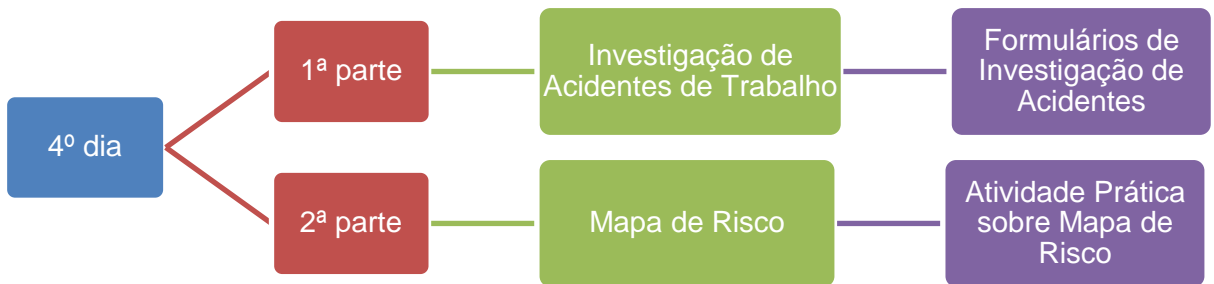 4º dia
1ª parte
Investigação de
Acidentes de Trabalho
Formulários de
Investigação de
Acidentes
2ª parte
Mapa de Risco
Atividade Prática
sobre Mapa de
Risco